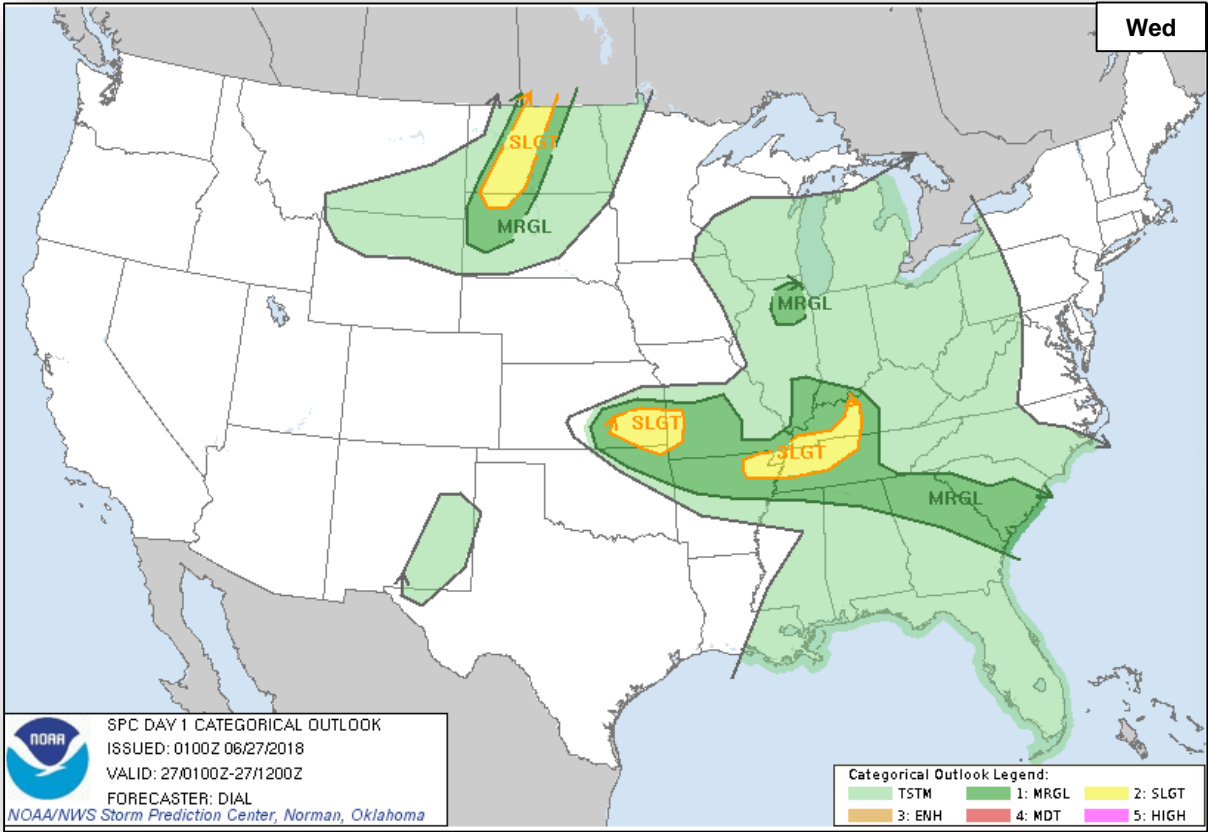 Wed
SLGT
MRGL
MRGL
SLGT
SLGT
MRGL
NOAA
SPC DAY 1 CATEGORICAL OUTLOOK
ISSUED: 0100Z 06/27/2018
VALID: 27/0100Z-27/1200Z
FORECASTER: DIAL
NOAA/NWS Storm Prediction Center, Norman, Oklahoma
Categorical Outlook Legend:
TSTM 1: MRGL 2: SLGT
3: ENH 4: MDT 5: HIGH